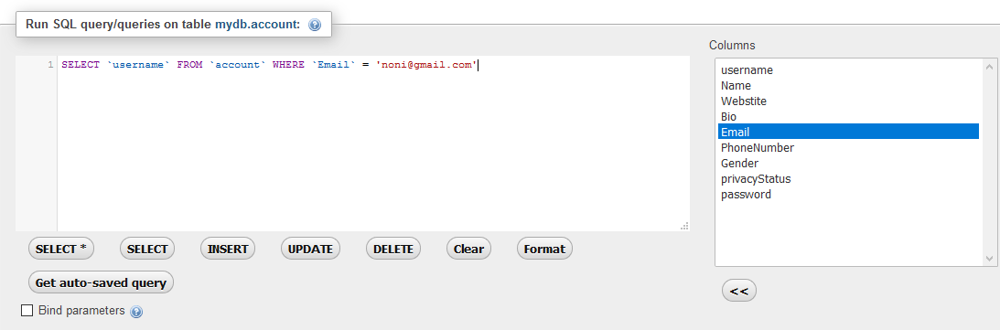 Run SQL query/queries on table mydb.account:
Columns
1 SELECT `username` FROM `account` WHERE `Email` = 'noni@gmail.com'
username
Name
Webstite
Bio
Email
PhoneNumber
Gender
privacyStatus
password
SELECT * SELECT INSERT UPDATE DELETE Clear Format
Get auto-saved query
<<
Bind parameters